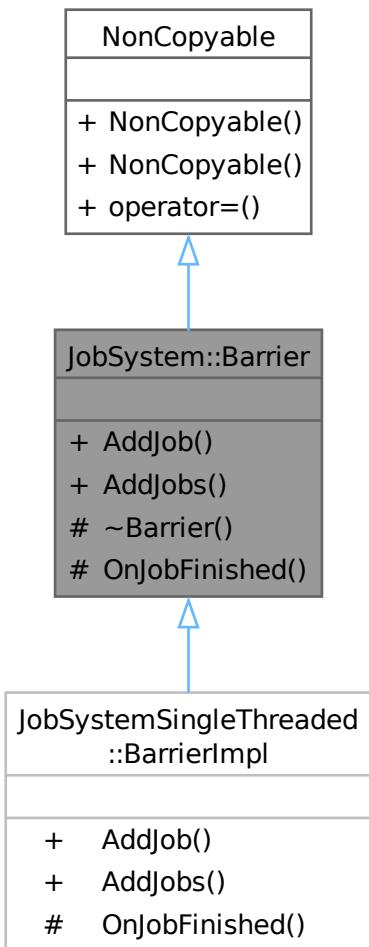 NonCopyable
+ NonCopyable()
+ NonCopyable()
+ operator=()
JobSystem::Barrier
+ AddJob()
+ AddJobs()
# ~Barrier()
# OnJobFinished()
JobSystemSingleThreaded
::BarrierImpl
+ AddJob()
+ AddJobs()
# OnJobFinished()